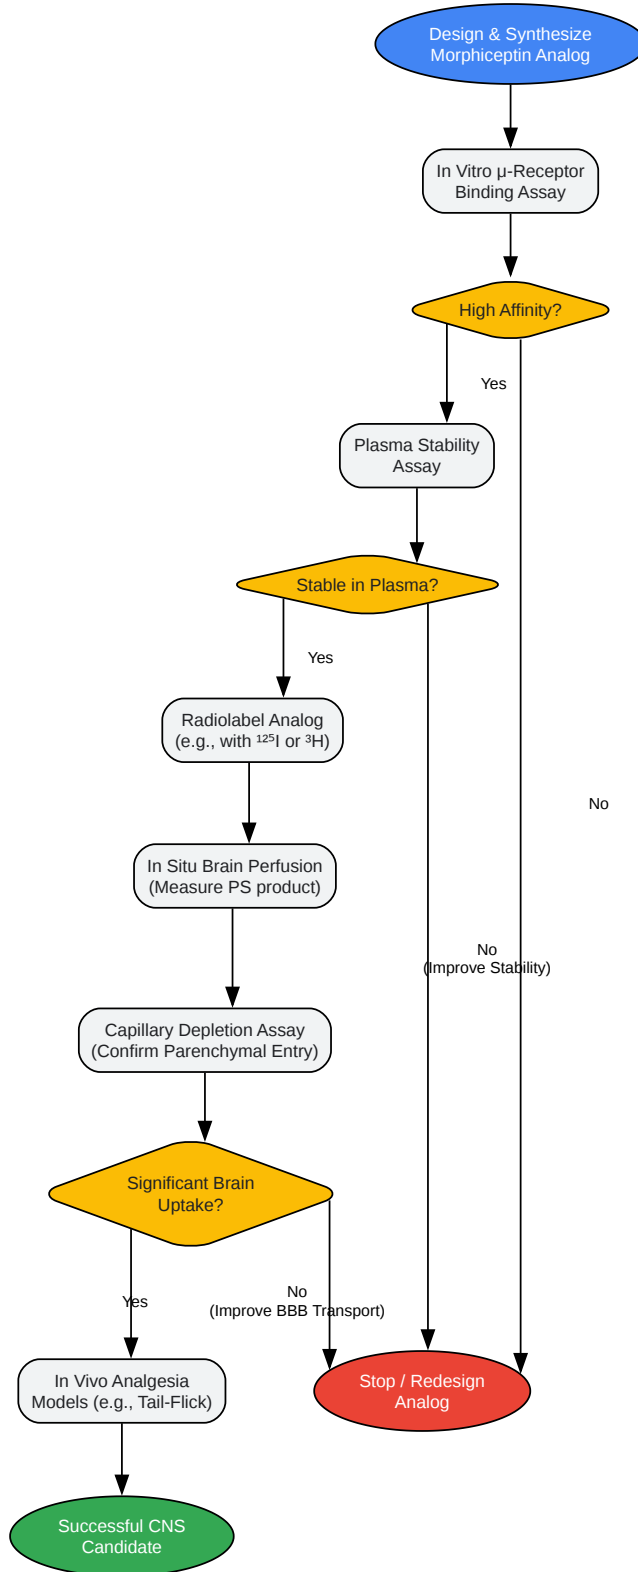 Design & Synthesize
Morphiceptin Analog
In Vitro μ-Receptor
Binding Assay
High Affinity?
Yes
Plasma Stability
Assay
Stable in Plasma?
Yes
Radiolabel Analog
(e.g., with ¹²⁵I or ³H)
No
In Situ Brain Perfusion
(Measure PS product)
No
(Improve Stability)
Capillary Depletion Assay
(Confirm Parenchymal Entry)
Significant Brain
Uptake?
Yes
No
(Improve BBB Transport)
In Vivo Analgesia
Models (e.g., Tail-Flick)
Stop / Redesign
Analog
Successful CNS
Candidate